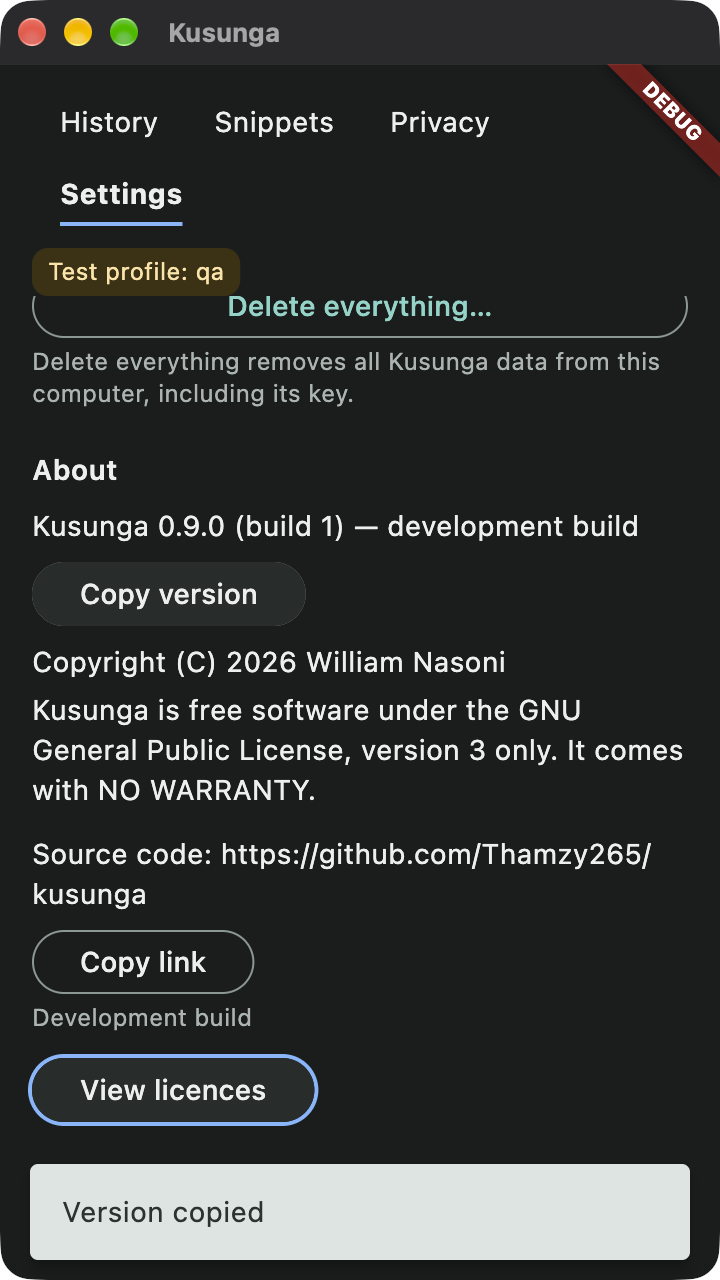 Kusunga
DEBUG
History Snippets Privacy
Settings
Test profile: qa
Delete everything...
Delete everything removes all Kusunga data from this
computer, including its key.
About
Kusunga 0.9.0 (build 1) — development build
Copy version
Copyright (C) 2026 William Nasoni
Kusunga is free software under the GNU
General Public License, version 3 only. It comes
with NO WARRANTY.
Source code: https://github.com/Thamzy265/
kusunga
Copy link
Development build
View licences
Version copied